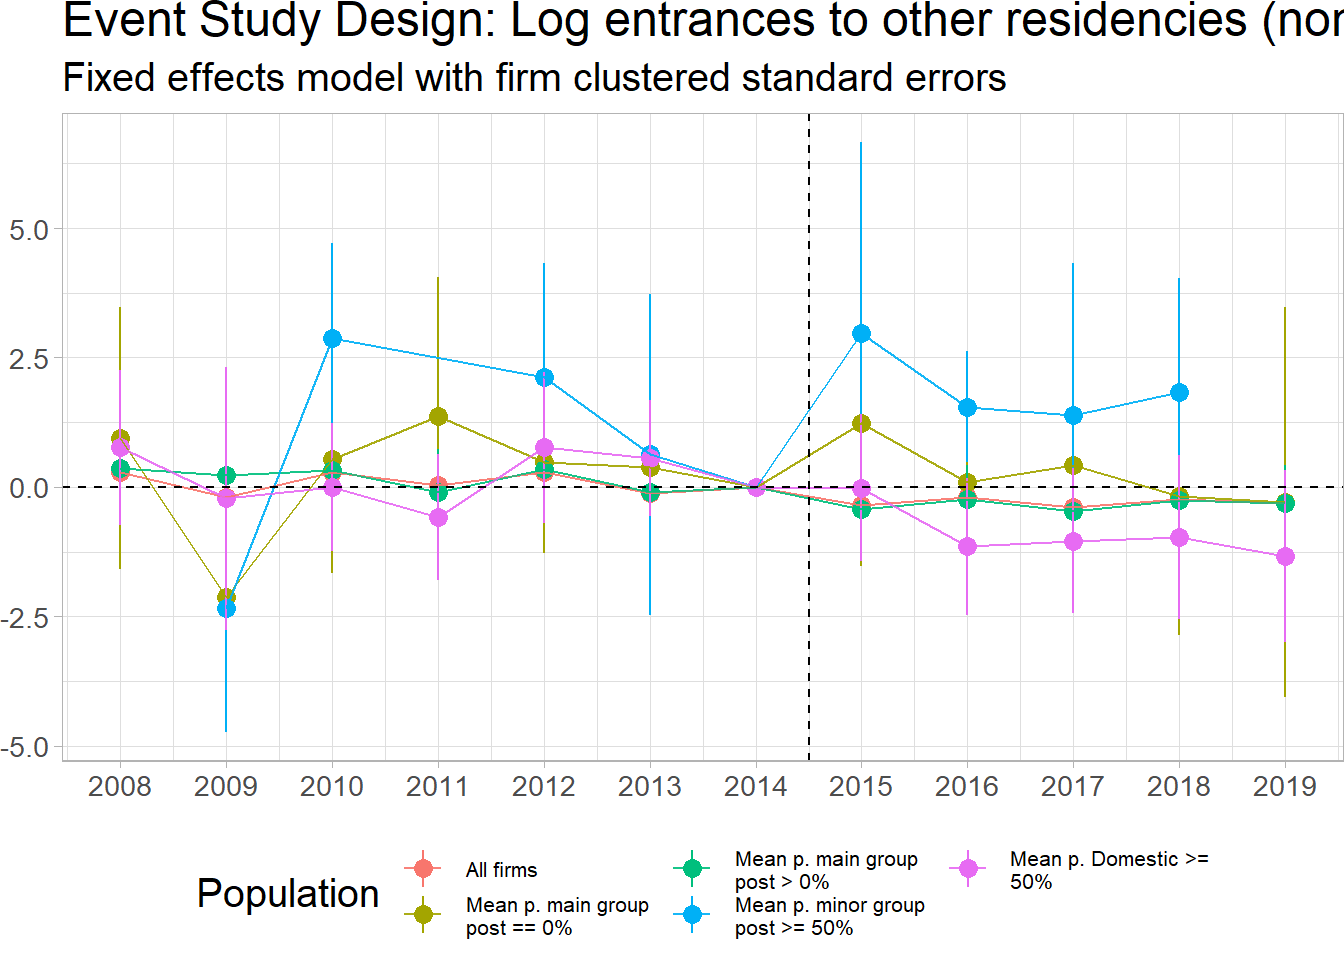 Event Study Design: Log entrances to other residencies (nor
Fixed effects model with firm clustered standard errors
5.0
2.5
0.0
-2.5
-5.0
2008 2009 2010 2011 2012 2013 2014 2015 2016 2017 2018 2019
Population
All firms
Mean p. main group
post == 0%
Mean p. main group
post > 0%
Mean p. minor group
post >= 50%
Mean p. Domestic >=
50%